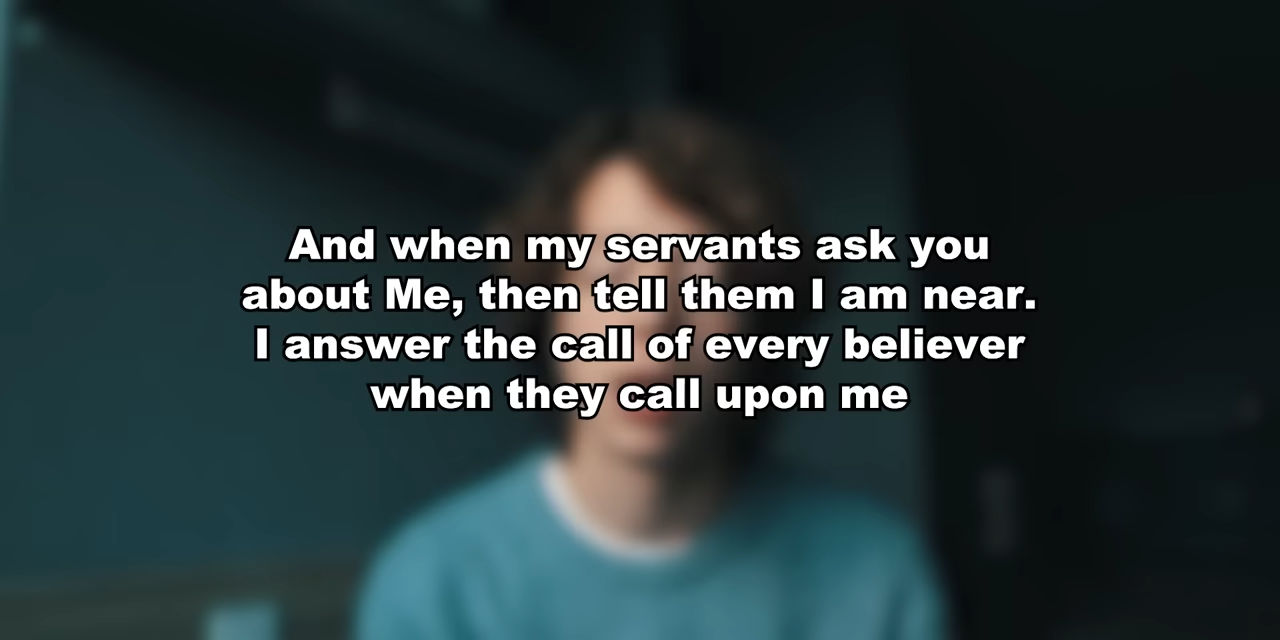 And when my servants ask you
about Me, then tell them I am near.
I answer the call of every believer
when they call upon me